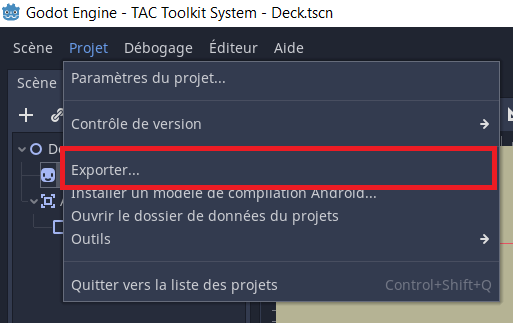 Godot Engine - TAC Toolkit System - Deck.tscn
Scène Projet Débogage Éditeur Aide
Scène
Paramètres du projet...
Contrôle de version
Exporter...
Installer un modèle de compilation Android...
Ouvrir le dossier de données du projets
Outils
Quitter vers la liste des projets Control+Shift+Q